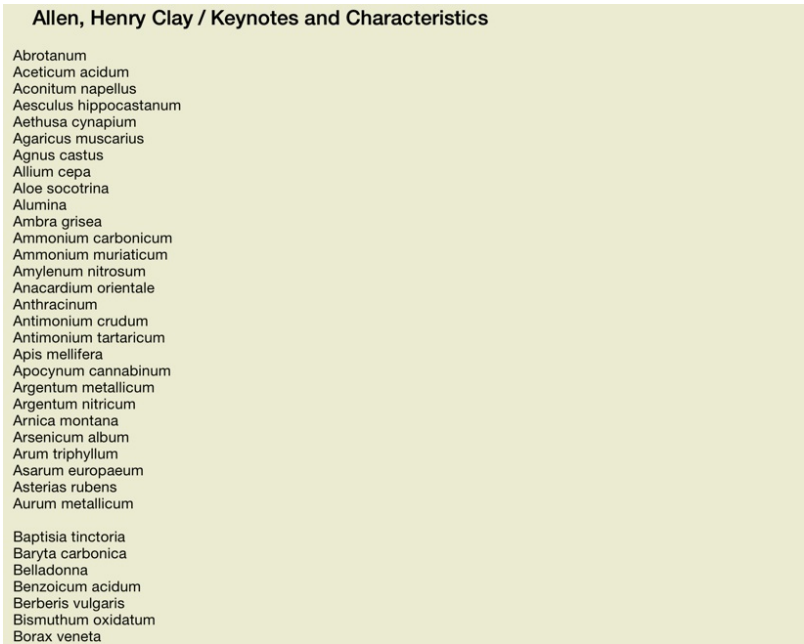 Allen, Henry Clay / Keynotes and Characteristics
Abrotanum
Aceticum acidum
Aconitum napellus
Aesculus hippocastanum
Aethusa cynapium
Agaricus muscarius
Agnus castus
Allium cepa
Aloe socotrina
Alumina
Ambra grisea
Ammonium carbonicum
Ammonium muriaticum
Amylenum nitrosum
Anacardium orientale
Anthracinum
Antimonium crudum
Antimonium tartaricum
Apis mellifera
Apocynum cannabinum
Argentum metallicum
Argentum nitricum
Arnica montana
Arsenicum album
Arum triphyllum
Asarum europaeum
Asterias rubens
Aurum metallicum
Baptisia tinctoria
Baryta carbonica
Belladonna
Benzoicum acidum
Berberis vulgaris
Bismuthum oxidatum
Borax veneta